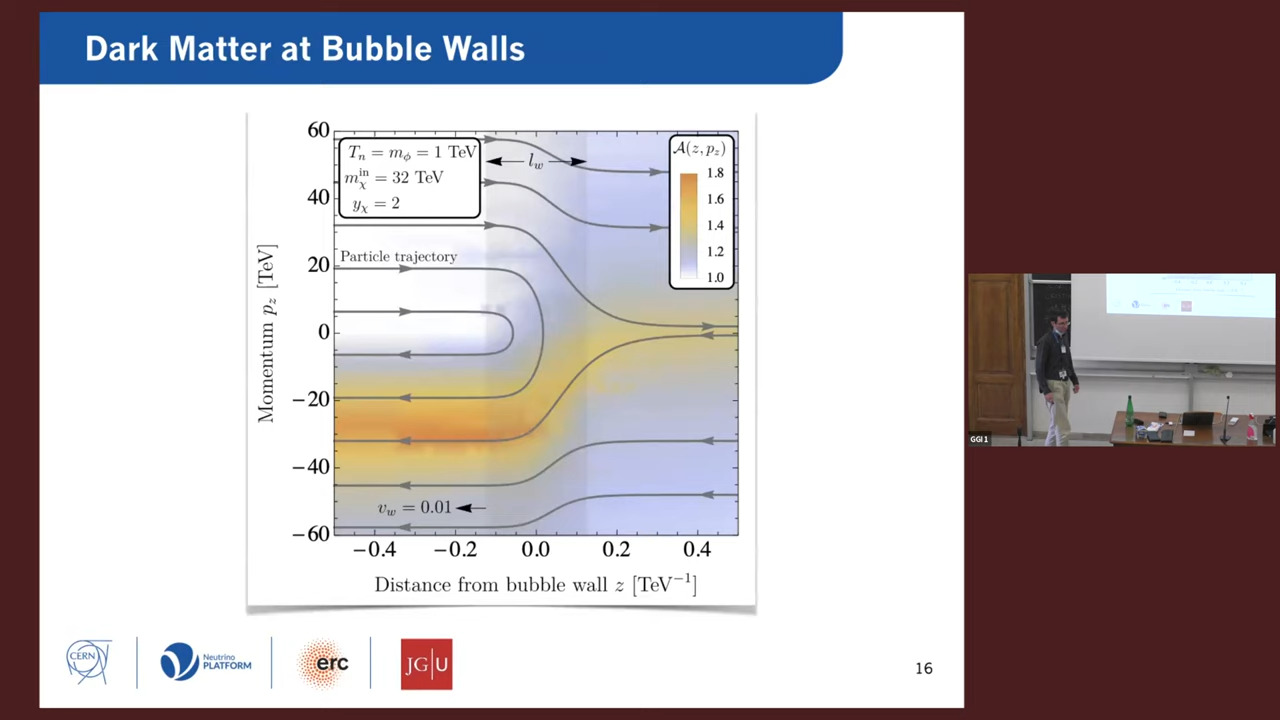 Dark Matter at Bubble Walls
60
40
20
0
−20
−40
−60
Momentum p_z [TeV]
T_n = m_ϕ = 1 TeV
m_χ^in = 32 TeV
y_χ = 2
l_w
A(z, p_z)
1.8
1.6
1.4
1.2
1.0
Particle trajectory
v_w = 0.01
−0.4 −0.2 0.0 0.2 0.4
Distance from bubble wall z [TeV⁻¹]
CERN
Neutrino
PLATFORM
erc
JG|U
16
GGI 1